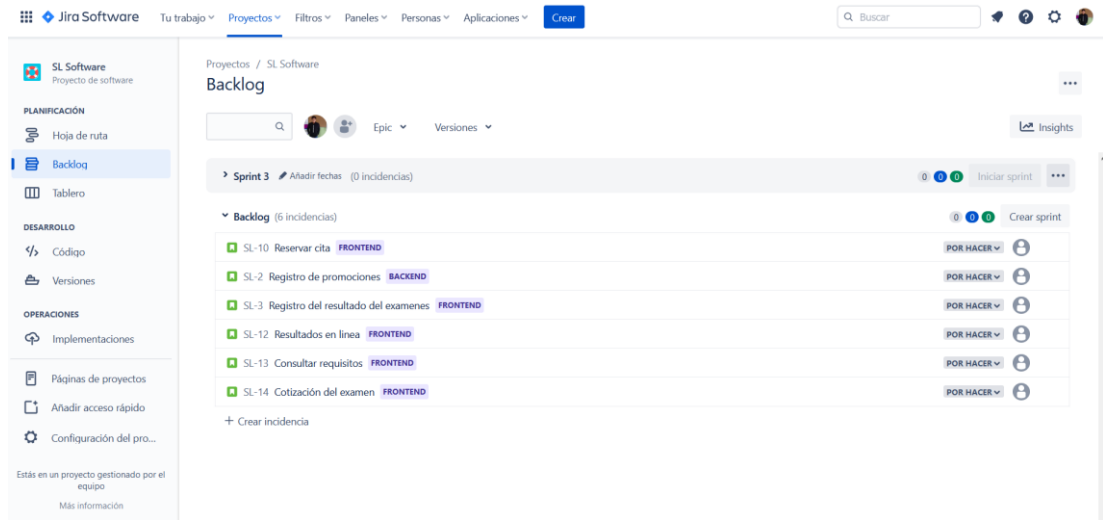 Jira Software Tu trabajo Proyectos Filtros Paneles Personas Aplicaciones Crear Buscar
SL Software
Proyecto de software
PLANIFICACIÓN
Hoja de ruta
Backlog
Tablero
DESARROLLO
Código
Versiones
OPERACIONES
Implementaciones
Páginas de proyectos
Añadir acceso rápido
Configuración del pro...
Estás en un proyecto gestionado por el
equipo
Más información
Proyectos / SL Software
Backlog
Epic Versiones Insights
Sprint 3 Añadir fechas (0 incidencias) 0 0 0 Iniciar sprint
Backlog (6 incidencias) 0 0 0 Crear sprint
SL-10 Reservar cita FRONTEND POR HACER
SL-2 Registro de promociones BACKEND POR HACER
SL-3 Registro del resultado del examenes FRONTEND POR HACER
SL-12 Resultados en linea FRONTEND POR HACER
SL-13 Consultar requisitos FRONTEND POR HACER
SL-14 Cotización del examen FRONTEND POR HACER
+ Crear incidencia